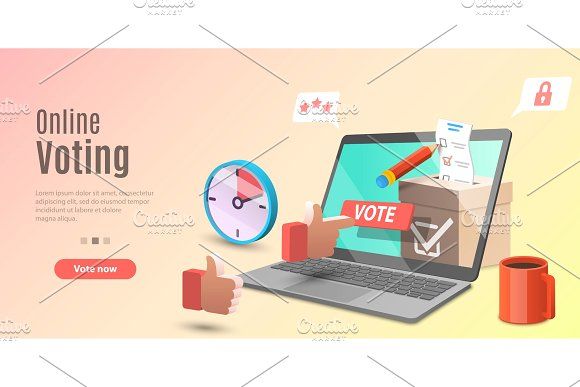 Online
Voting
Lorem ipsum dolor sit amet, consectetur adipiscing
elit, sed do eiusmod tempor incididunt ut labore et
dolore magna aliqua.
Vote now
VOTE
Creative
Market